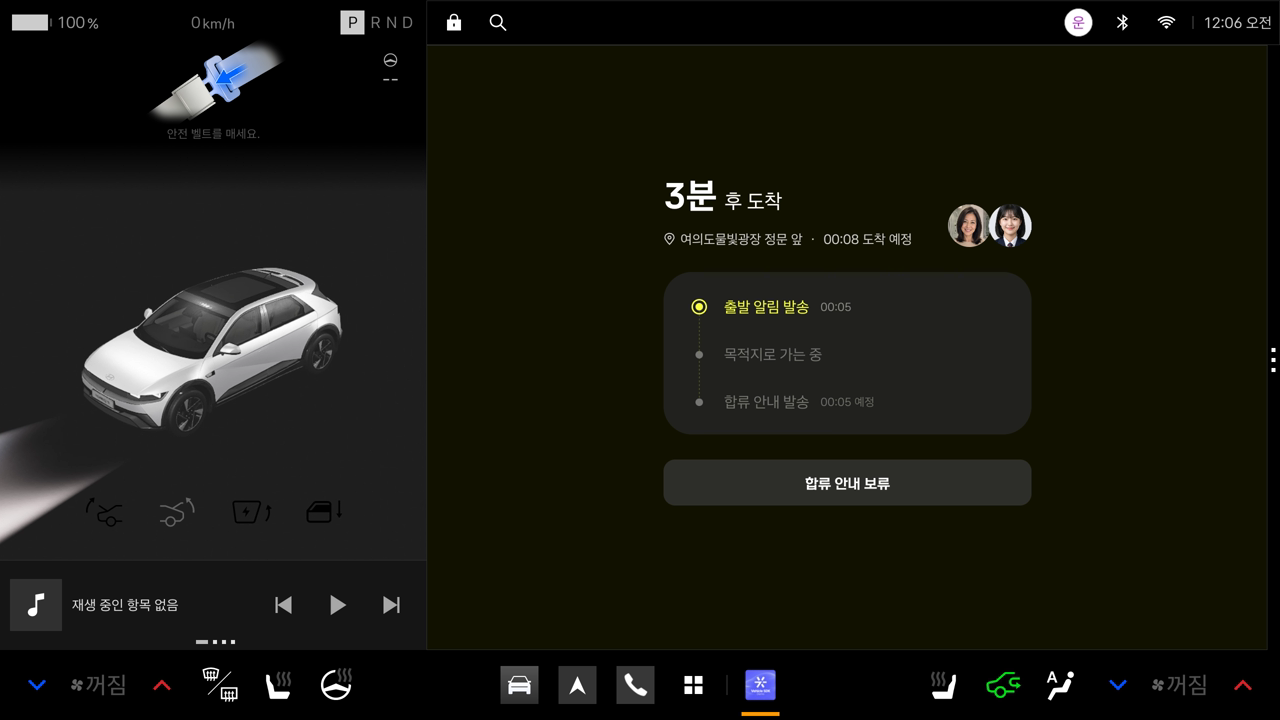 100 %
0 km/h
P R N D
운
12:06 오전
--
안전 벨트를 매세요.
3분 후 도착
여의도물빛광장 정문 앞 · 00:08 도착 예정
출발 알림 발송 00:05
목적지로 가는 중
합류 안내 발송 00:05 예정
합류 안내 보류
재생 중인 항목 없음
꺼짐
A
꺼짐